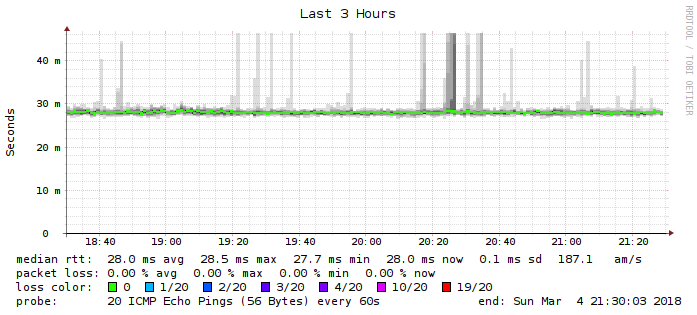 Last 3 Hours
RRDTOOL / TOBI OETIKER
Seconds
40 m
30 m
20 m
10 m
0
18:40 19:00 19:20 19:40 20:00 20:20 20:40 21:00 21:20
median rtt: 28.0 ms avg 28.5 ms max 27.7 ms min 28.0 ms now 0.1 ms sd 187.1 am/s
packet loss: 0.00 % avg 0.00 % max 0.00 % min 0.00 % now
loss color: 0 1/20 2/20 3/20 4/20 10/20 19/20
probe: 20 ICMP Echo Pings (56 Bytes) every 60s end: Sun Mar 4 21:30:03 2018